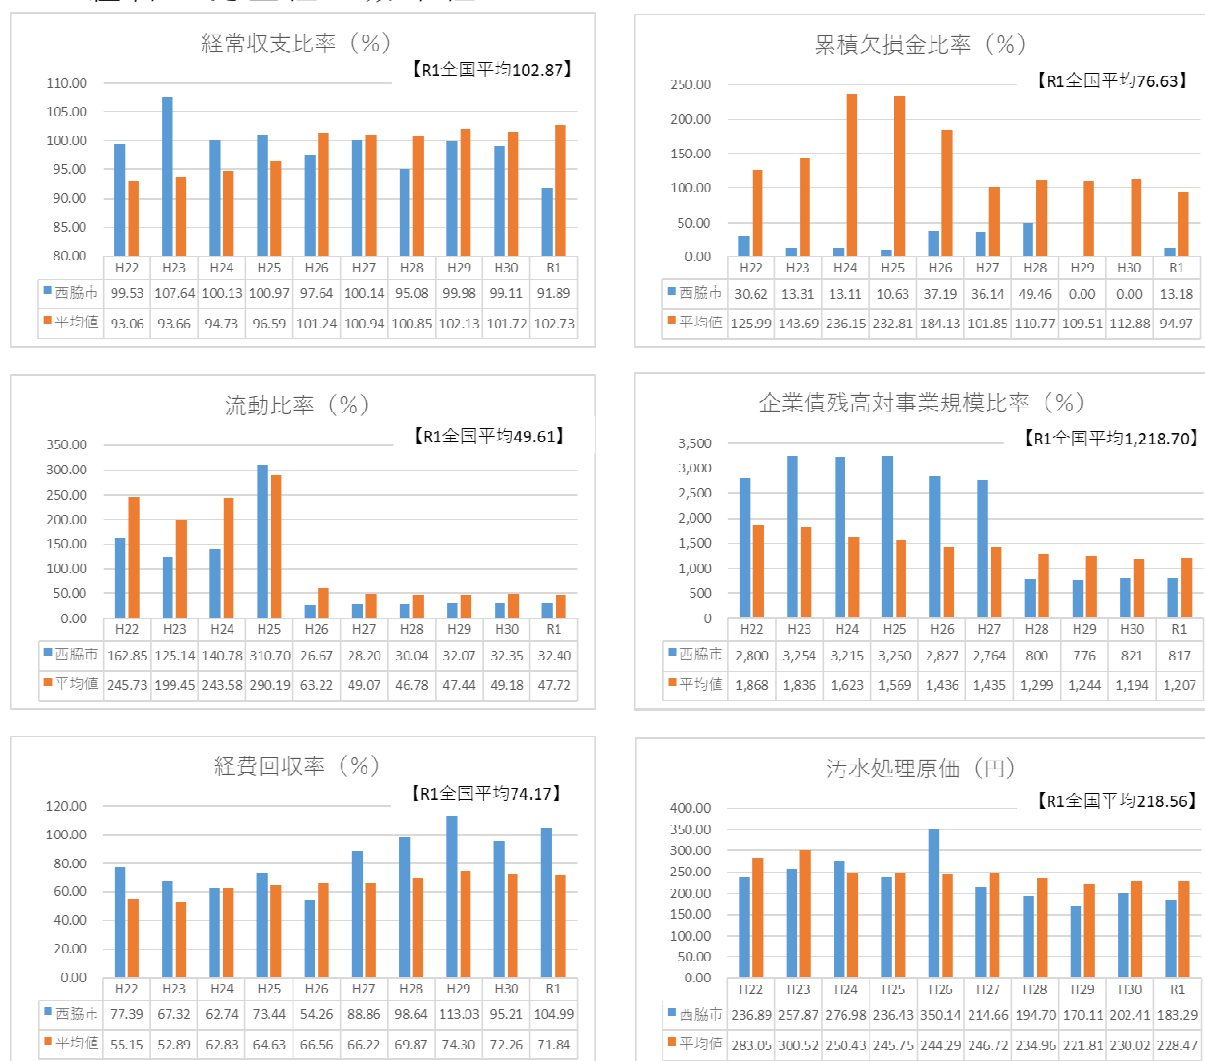 経常収支比率（％）
【R1全国平均102.87】
110.00
105.00
100.00
95.00
90.00
85.00
80.00
H22 H23 H24 H25 H26 H27 H28 H29 H30 R1
西脇市 99.53 107.64 100.13 100.97 97.64 100.14 95.08 99.98 99.11 91.89
平均値 93.06 93.66 94.73 96.59 101.24 100.94 100.85 102.13 101.72 102.73
累積欠損金比率（％）
【R1全国平均76.63】
250.00
200.00
150.00
100.00
50.00
0.00
H22 H23 H24 H25 H26 H27 H28 H29 H30 R1
西脇市 30.62 13.31 13.11 10.63 37.19 36.14 49.46 0.00 0.00 13.18
平均値 125.99 143.69 236.15 232.81 184.13 101.85 110.77 109.51 112.88 94.97
流動比率（％）
【R1全国平均49.61】
350.00
300.00
250.00
200.00
150.00
100.00
50.00
0.00
H22 H23 H24 H25 H26 H27 H28 H29 H30 R1
西脇市 162.85 125.14 140.78 310.70 26.67 28.20 30.04 32.07 32.35 32.40
平均値 245.73 199.45 243.58 290.19 63.22 49.07 46.78 47.44 49.18 47.72
企業債残高対事業規模比率（％）
【R1全国平均1,218.70】
3,500
3,000
2,500
2,000
1,500
1,000
500
0
H22 H23 H24 H25 H26 H27 H28 H29 H30 R1
西脇市 2,800 3,254 3,215 3,250 2,827 2,764 800 776 821 817
平均値 1,868 1,836 1,623 1,569 1,436 1,435 1,299 1,244 1,194 1,207
経費回収率（％）
【R1全国平均74.17】
120.00
100.00
80.00
60.00
40.00
20.00
0.00
H22 H23 H24 H25 H26 H27 H28 H29 H30 R1
西脇市 77.39 67.32 62.74 73.44 54.26 88.86 98.64 113.03 95.21 104.99
平均値 55.15 52.89 62.83 64.63 66.56 66.22 69.87 74.30 72.26 71.84
汚水処理原価（円）
【R1全国平均218.56】
400.00
350.00
300.00
250.00
200.00
150.00
100.00
50.00
0.00
H22 H23 H24 H25 H26 H27 H28 H29 H30 R1
西脇市 236.89 257.87 276.98 236.43 350.14 214.66 194.70 170.11 202.41 183.29
平均値 283.05 300.52 250.43 245.75 244.29 246.72 234.96 221.81 230.02 228.47